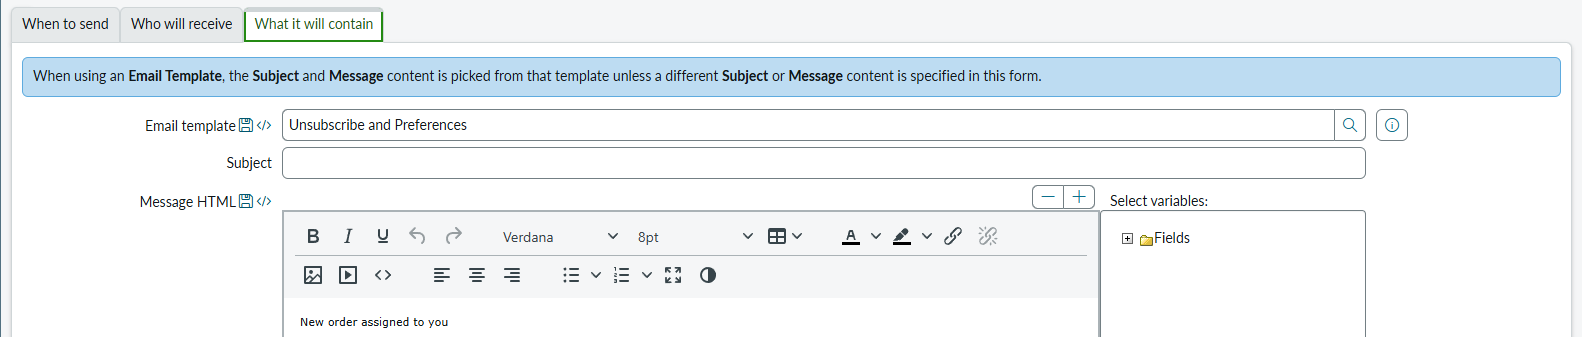 When to send
Who will receive
What it will contain
When using an Email Template, the Subject and Message content is picked from that template unless a different Subject or Message content is specified in this form.
Email template
Unsubscribe and Preferences
Subject
Message HTML
Select variables:
B I U Verdana 8pt A
Fields
New order assigned to you